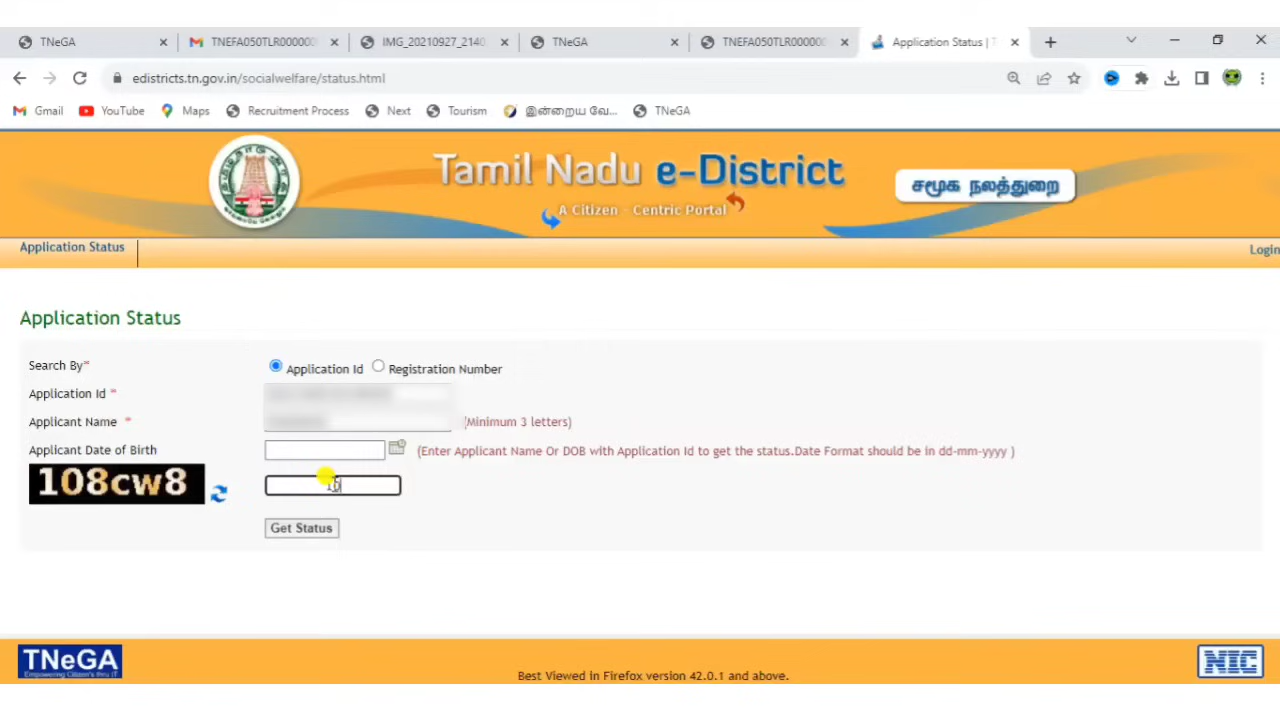 TNeGA
TNEFA050TLR00000
IMG_20210927_2140
TNeGA
TNEFA050TLR00000
Application Status | T
edistricts.tn.gov.in/socialwelfare/status.html
Gmail YouTube Maps Recruitment Process Next Tourism இன்றைய வே... TNeGA
Tamil Nadu e-District
A Citizen - Centric Portal
சமூக நலத்துறை
Application Status
Login
Application Status
Search By* Application Id Registration Number
Application Id *
Applicant Name * (Minimum 3 letters)
Applicant Date of Birth (Enter Applicant Name Or DOB with Application Id to get the status.Date Format should be in dd-mm-yyyy )
108cw8
Get Status
TNeGA
Empowering Citizen's thru IT
NIC
Best Viewed in Firefox version 42.0.1 and above.